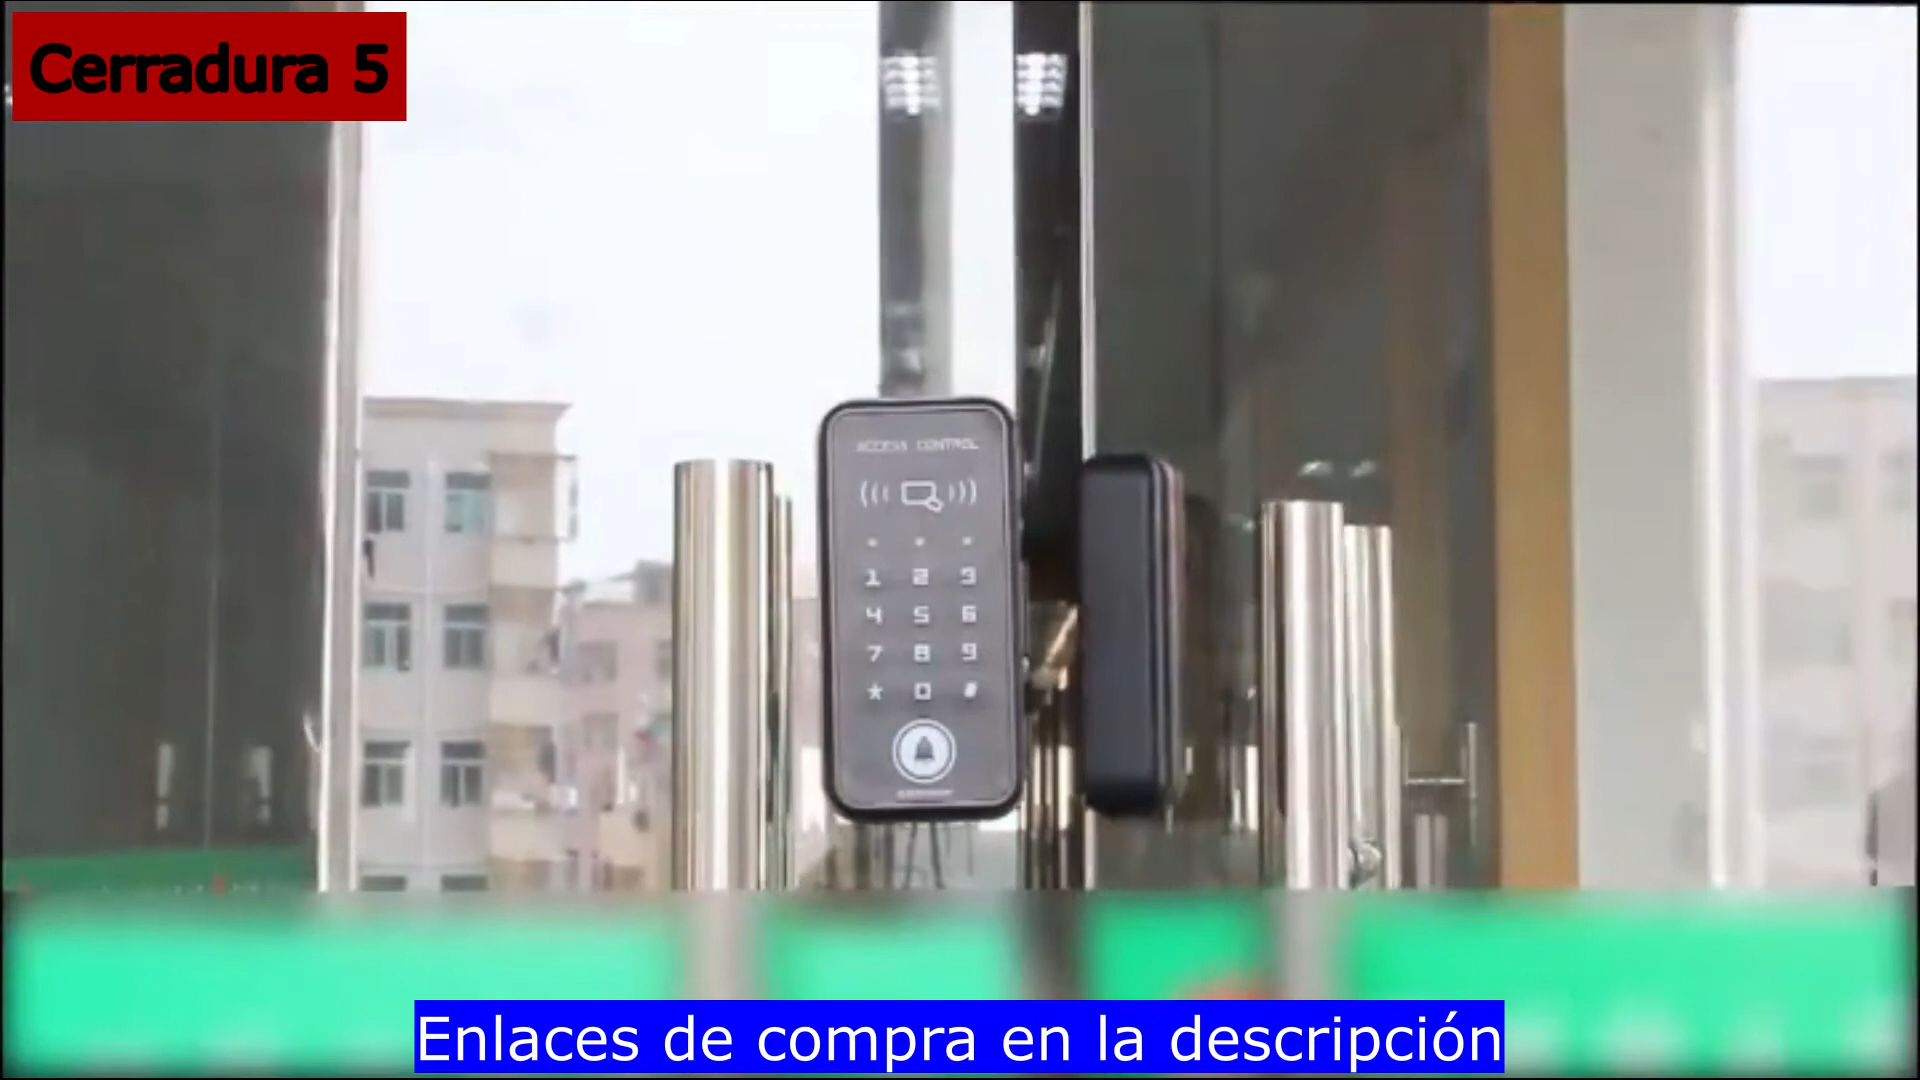 Cerradura 5
ACCESS CONTROL
1 2 3
4 5 6
7 8 9
* 0 #
Enlaces de compra en la descripción